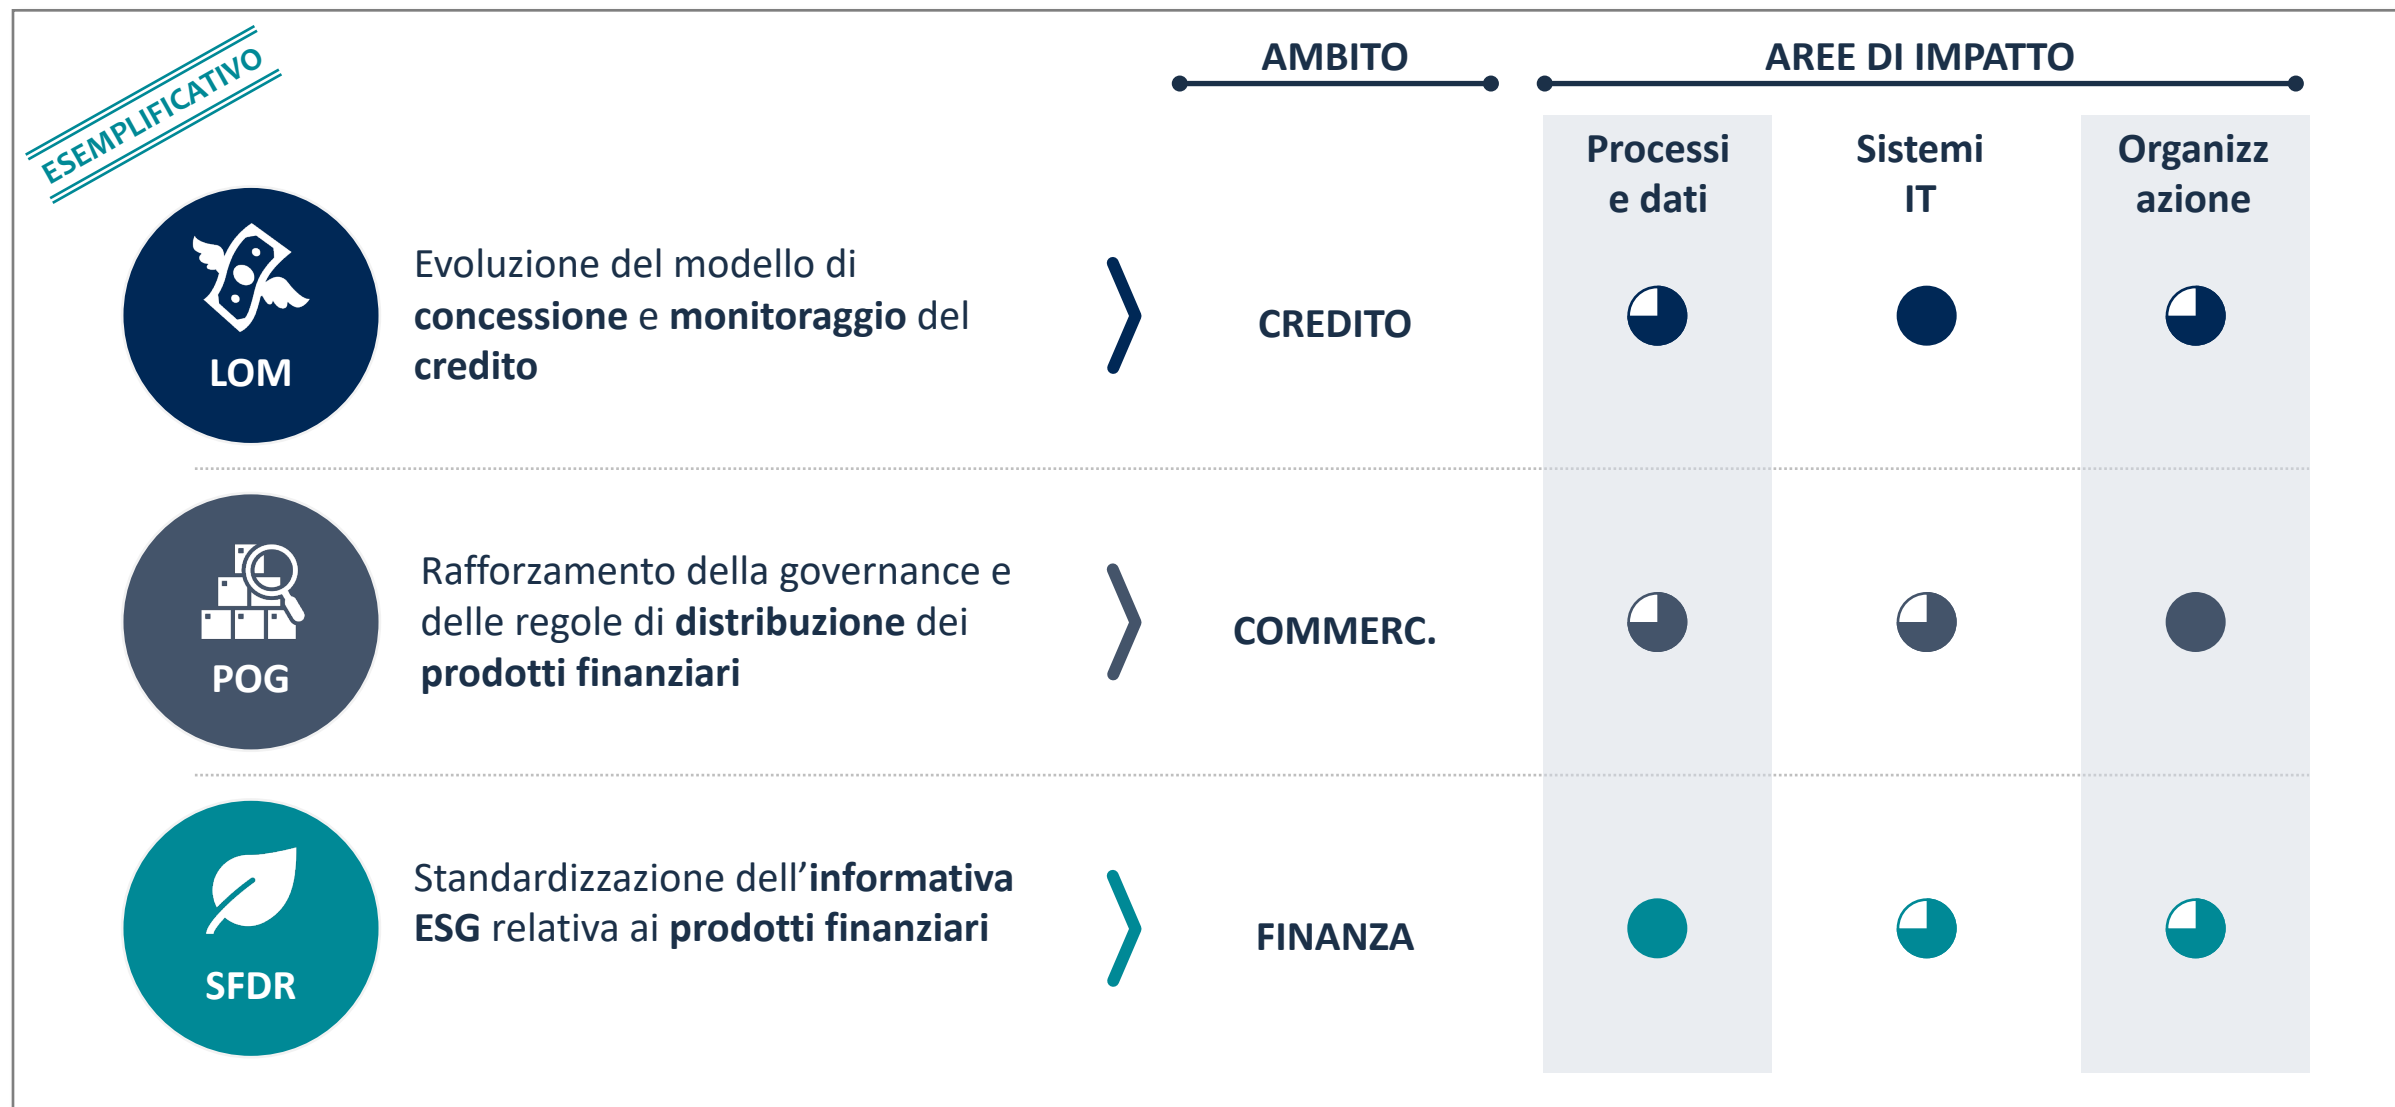 ESEMPLIFICATIVO
AMBITO
AREE DI IMPATTO
Processi
e dati
Sistemi
IT
Organizz
azione
LOM
Evoluzione del modello di
concessione e monitoraggio del
credito
CREDITO
POG
Rafforzamento della governance e
delle regole di distribuzione dei
prodotti finanziari
COMMERC.
SFDR
Standardizzazione dell’informativa
ESG relativa ai prodotti finanziari
FINANZA